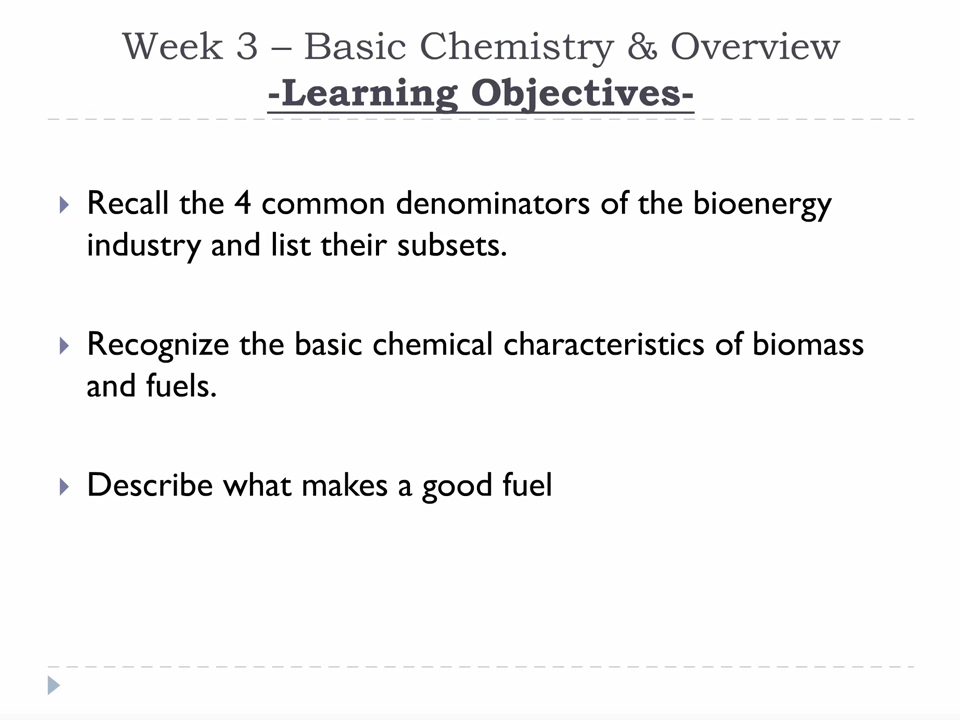 Week 3 – Basic Chemistry & Overview
-Learning Objectives-
Recall the 4 common denominators of the bioenergy
industry and list their subsets.
Recognize the basic chemical characteristics of biomass
and fuels.
Describe what makes a good fuel